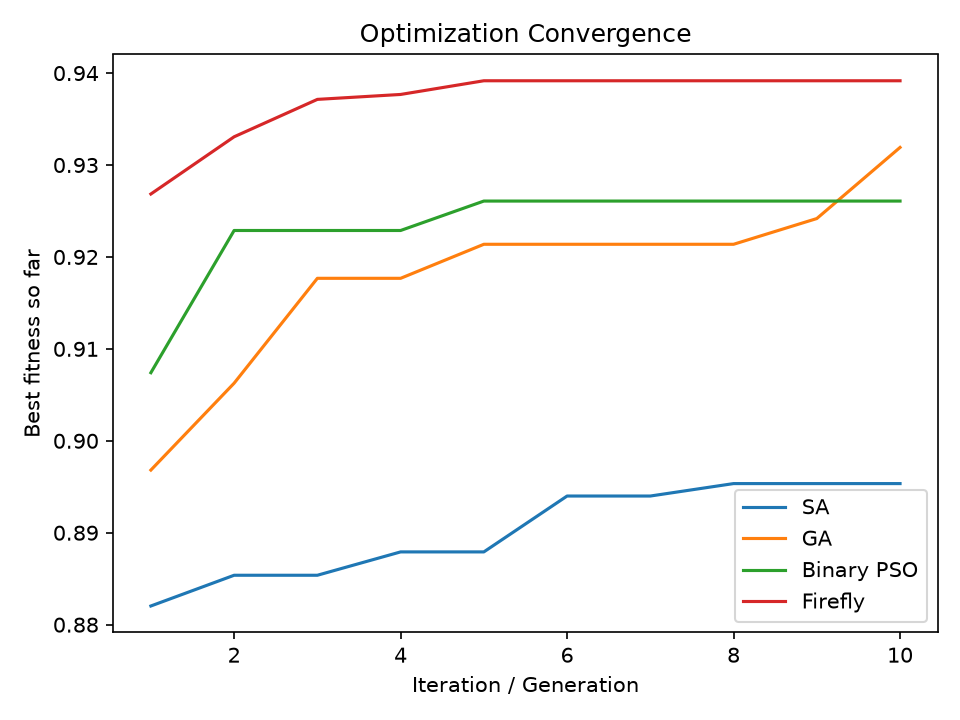 Optimization Convergence
Best fitness so far
0.94
0.93
0.92
0.91
0.90
0.89
0.88
2 4 6 8 10
Iteration / Generation
SA
GA
Binary PSO
Firefly